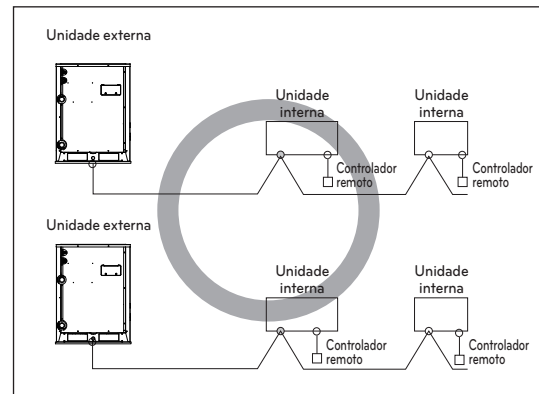 Unidade externa
Unidade
interna
Unidade
interna
Controlador
remoto
Controlador
remoto
Unidade externa
Unidade
interna
Unidade
interna
Controlador
remoto
Controlador
remoto